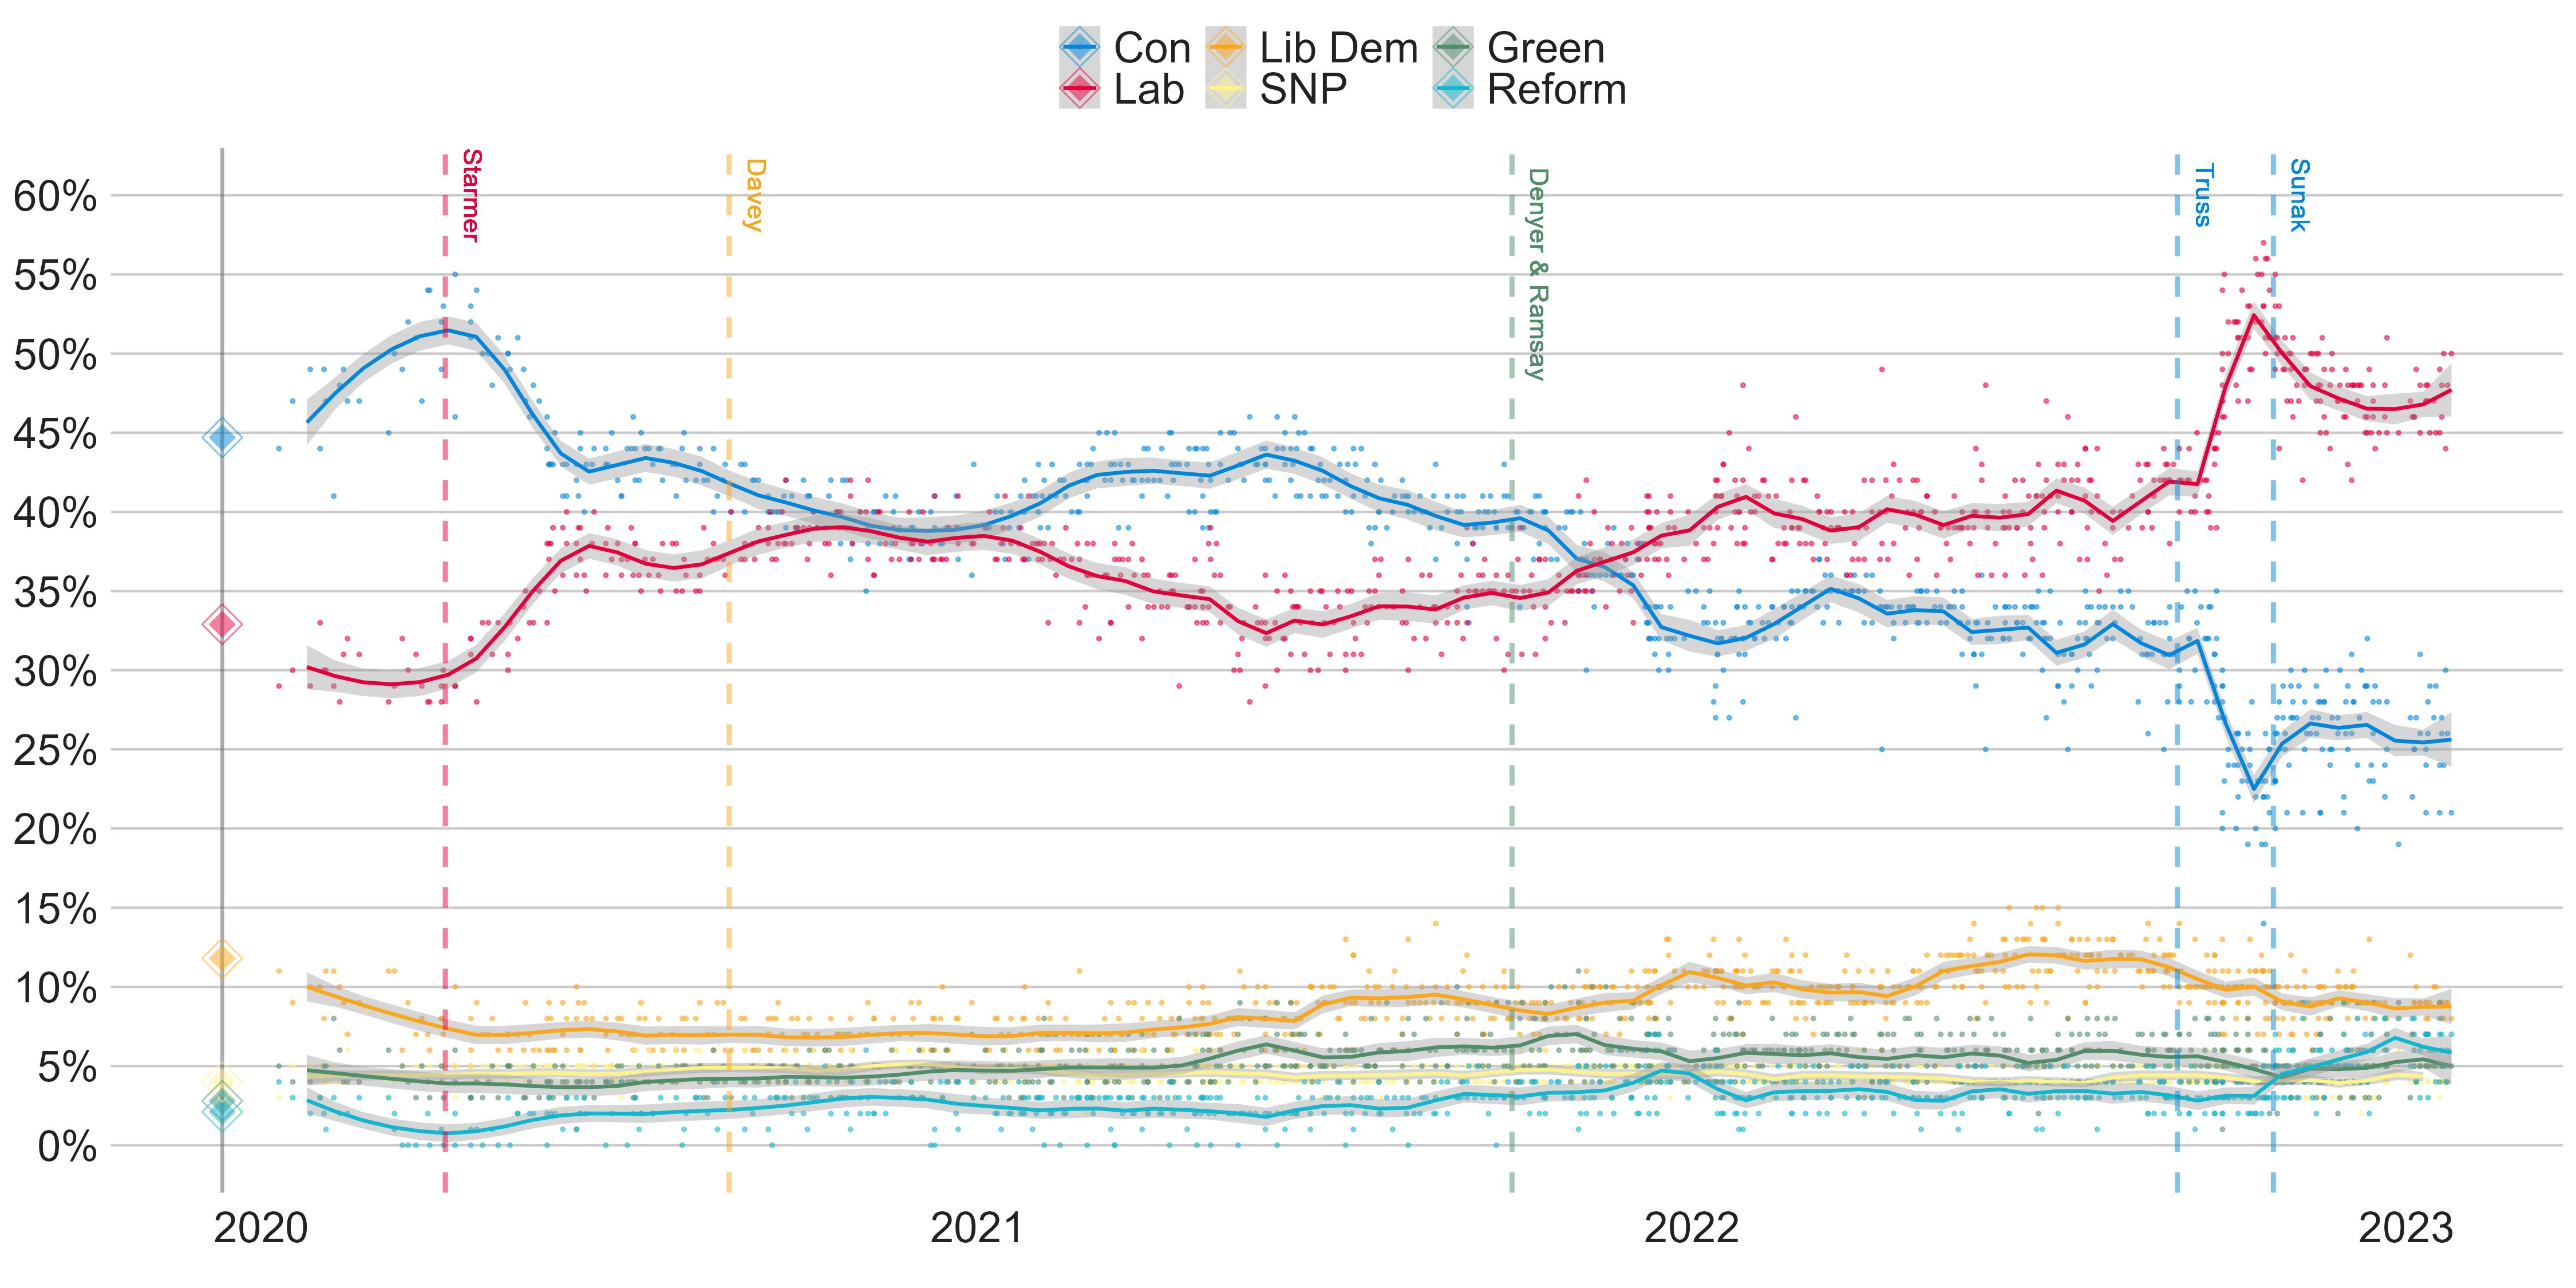 Con Lib Dem Green
Lab SNP Reform
Starmer
Davey
Denyer & Ramsay
Truss
Sunak
60%
55%
50%
45%
40%
35%
30%
25%
20%
15%
10%
5%
0%
2020 2021 2022 2023